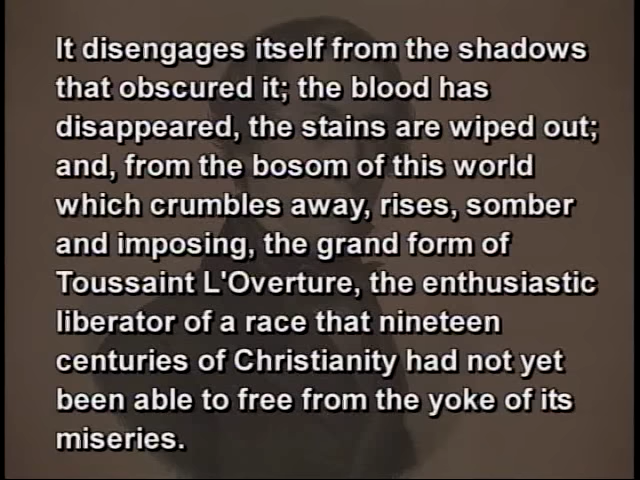 It disengages itself from the shadows
that obscured it; the blood has
disappeared, the stains are wiped out;
and, from the bosom of this world
which crumbles away, rises, somber
and imposing, the grand form of
Toussaint L'Overture, the enthusiastic
liberator of a race that nineteen
centuries of Christianity had not yet
been able to free from the yoke of its
miseries.